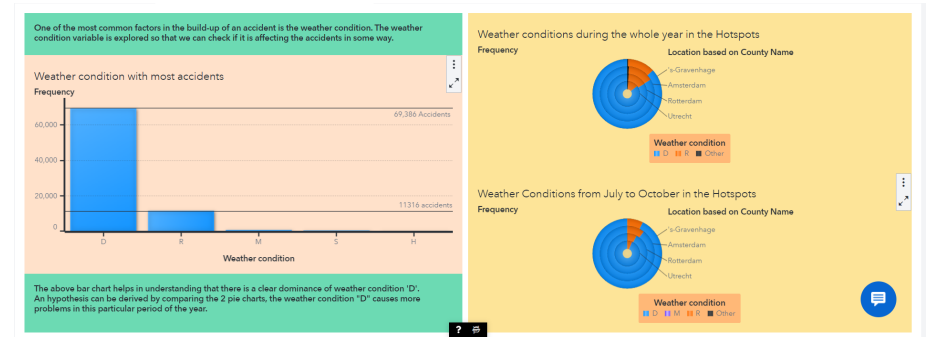 One of the most common factors in the build-up of an accident is the weather condition. The weather
condition variable is explored so that we can check if it is affecting the accidents in some way.
Weather condition with most accidents
Frequency
69,386 Accidents
60,000
40,000
20,000
11316 accidents
0
D R M S H
Weather condition
The above bar chart helps in understanding that there is a clear dominance of weather condition 'D'.
An hypothesis can be derived by comparing the 2 pie charts, the weather condition "D" causes more
problems in this particular period of the year.
Weather conditions during the whole year in the Hotspots
Frequency
Location based on County Name
's-Gravenhage
Amsterdam
Rotterdam
Utrecht
Weather condition
D R Other
Weather Conditions from July to October in the Hotspots
Frequency
Location based on County Name
's-Gravenhage
Amsterdam
Rotterdam
Utrecht
Weather condition
D M R Other
?